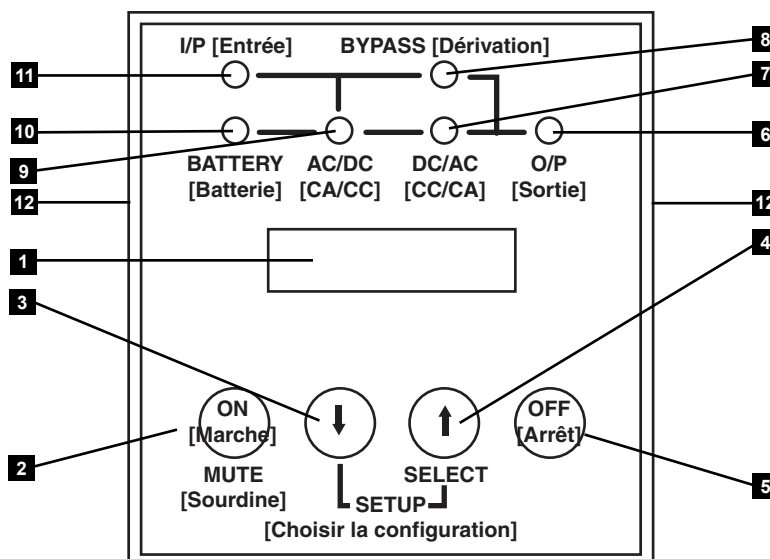 I/P [Entrée] BYPASS [Dérivation]
8
11
7
10
6
9
BATTERY AC/DC DC/AC O/P
[Batterie] [CA/CC] [CC/CA] [Sortie]
12
12
4
1
3
ON OFF
[Marche] [Arrêt]
2
MUTE SELECT
5
[Sourdine] SETUP
[Choisir la configuration]